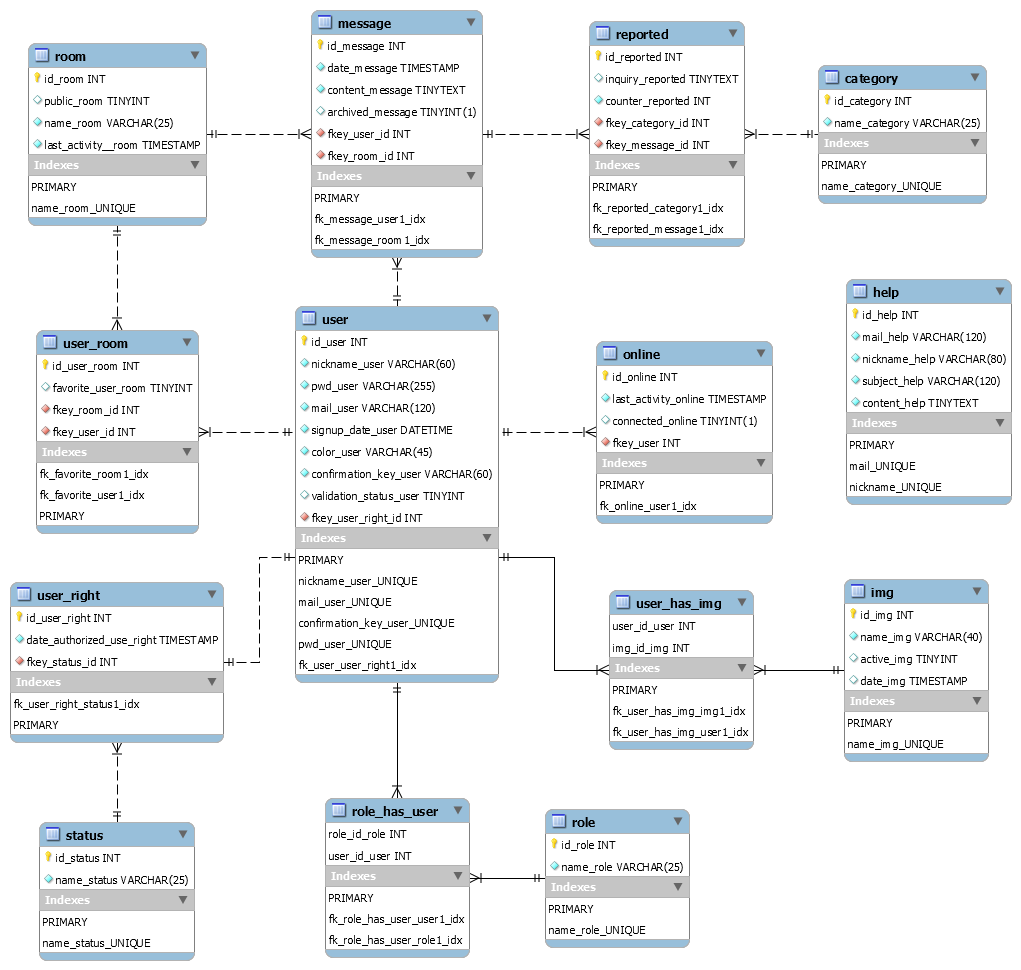 room
id_room INT
public_room TINYINT
name_room VARCHAR(25)
last_activity__room TIMESTAMP
Indexes
PRIMARY
name_room_UNIQUE
message
id_message INT
date_message TIMESTAMP
content_message TINYTEXT
archived_message TINYINT(1)
fkey_user_id INT
fkey_room_id INT
Indexes
PRIMARY
fk_message_user1_idx
fk_message_room1_idx
reported
id_reported INT
inquiry_reported TINYTEXT
counter_reported INT
fkey_category_id INT
fkey_message_id INT
Indexes
PRIMARY
fk_reported_category1_idx
fk_reported_message1_idx
category
id_category INT
name_category VARCHAR(25)
Indexes
PRIMARY
name_category_UNIQUE
user_room
id_user_room INT
favorite_user_room TINYINT
fkey_room_id INT
fkey_user_id INT
Indexes
fk_favorite_room1_idx
fk_favorite_user1_idx
PRIMARY
user
id_user INT
nickname_user VARCHAR(60)
pwd_user VARCHAR(255)
mail_user VARCHAR(120)
signup_date_user DATETIME
color_user VARCHAR(45)
confirmation_key_user VARCHAR(60)
validation_status_user TINYINT
fkey_user_right_id INT
Indexes
PRIMARY
nickname_user_UNIQUE
mail_user_UNIQUE
confirmation_key_user_UNIQUE
pwd_user_UNIQUE
fk_user_user_right1_idx
online
id_online INT
last_activity_online TIMESTAMP
connected_online TINYINT(1)
fkey_user INT
Indexes
PRIMARY
fk_online_user1_idx
help
id_help INT
mail_help VARCHAR(120)
nickname_help VARCHAR(80)
subject_help VARCHAR(120)
content_help TINYTEXT
Indexes
PRIMARY
mail_UNIQUE
nickname_UNIQUE
user_right
id_user_right INT
date_authorized_use_right TIMESTAMP
fkey_status_id INT
Indexes
fk_user_right_status1_idx
PRIMARY
user_has_img
user_id_user INT
img_id_img INT
Indexes
PRIMARY
fk_user_has_img_img1_idx
fk_user_has_img_user1_idx
img
id_img INT
name_img VARCHAR(40)
active_img TINYINT
date_img TIMESTAMP
Indexes
PRIMARY
name_img_UNIQUE
status
id_status INT
name_status VARCHAR(25)
Indexes
PRIMARY
name_status_UNIQUE
role_has_user
role_id_role INT
user_id_user INT
Indexes
PRIMARY
fk_role_has_user_user1_idx
fk_role_has_user_role1_idx
role
id_role INT
name_role VARCHAR(25)
Indexes
PRIMARY
name_role_UNIQUE